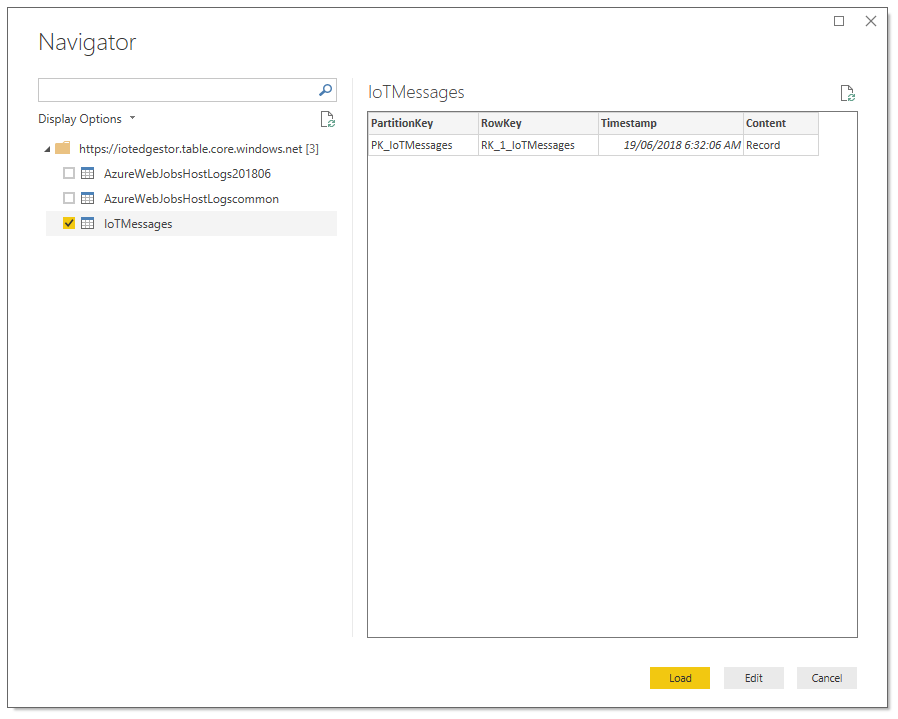 Navigator
Display Options
https://iotedgestor.table.core.windows.net [3]
AzureWebJobsHostLogs201806
AzureWebJobsHostLogscommon
IoTMessages
IoTMessages
PartitionKey RowKey Timestamp Content
PK_IoTMessages RK_1_IoTMessages 19/06/2018 6:32:06 AM Record
Load Edit Cancel